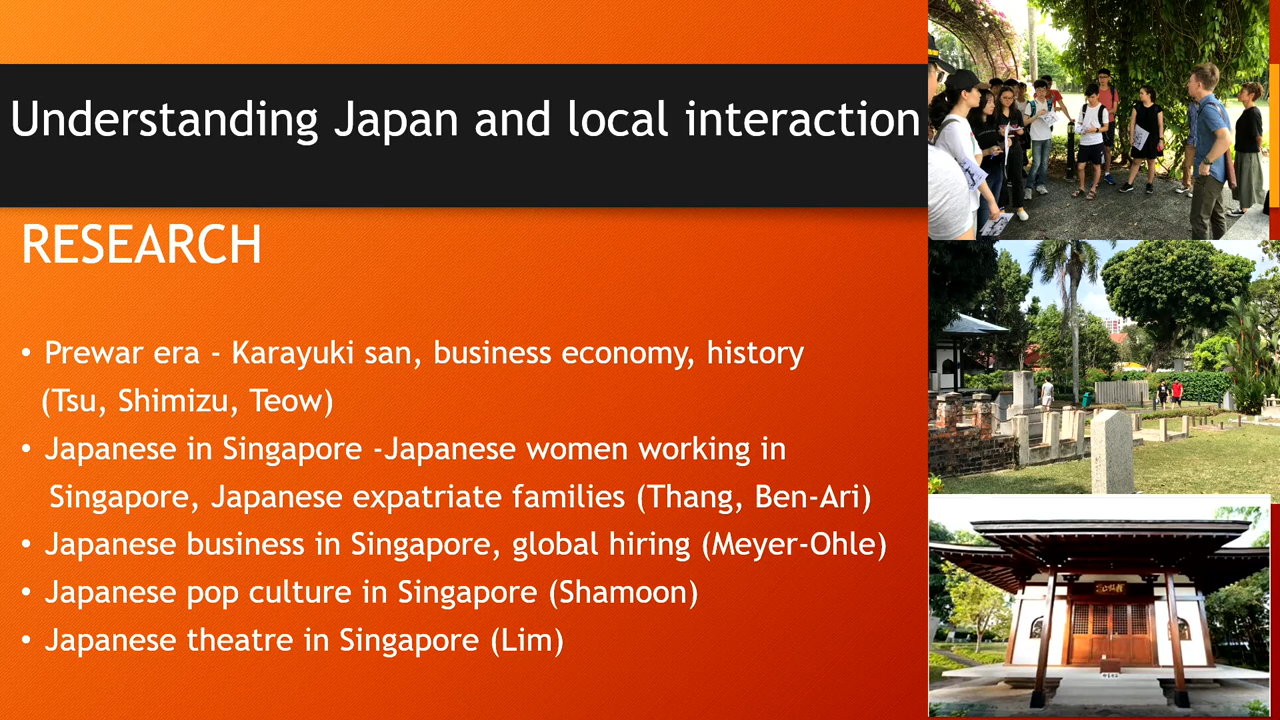 Understanding Japan and local interaction
RESEARCH
• Prewar era - Karayuki san, business economy, history
(Tsu, Shimizu, Teow)
• Japanese in Singapore -Japanese women working in
Singapore, Japanese expatriate families (Thang, Ben-Ari)
• Japanese business in Singapore, global hiring (Meyer-Ohle)
• Japanese pop culture in Singapore (Shamoon)
• Japanese theatre in Singapore (Lim)